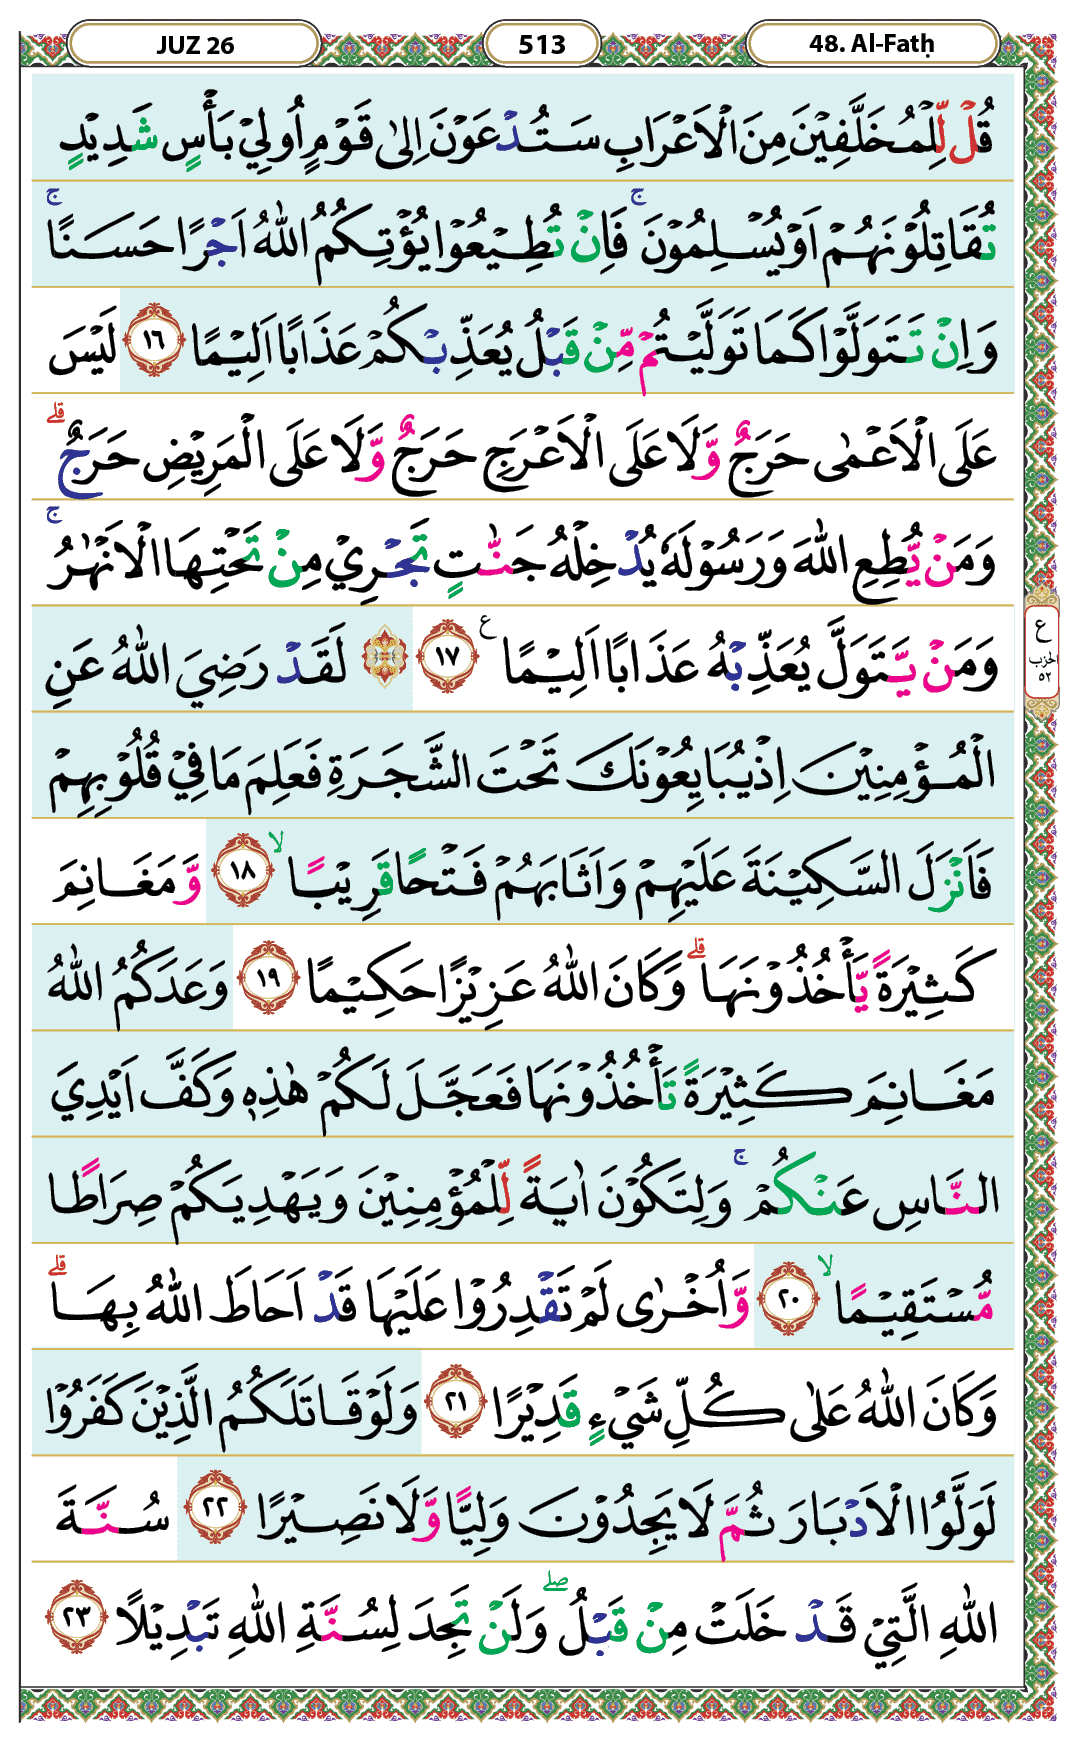 JUZ 26 513 48. Al-Fatḥ
قُلْ لِّلْمُخَلَّفِيْنَ مِنَ الْاَعْرَابِ سَتُدْعَوْنَ اِلٰى قَوْمٍ اُولِيْ بَأْسٍ شَدِيْدٍ
تُقَاتِلُوْنَهُمْ اَوْ يُسْلِمُوْنَ ۚ فَاِنْ تُطِيْعُوْا يُؤْتِكُمُ اللّٰهُ اَجْرًا حَسَنًا ۚ
وَاِنْ تَتَوَلَّوْا كَمَا تَوَلَّيْتُمْ مِّنْ قَبْلُ يُعَذِّبْكُمْ عَذَابًا اَلِيْمًا ١٦ لَيْسَ
عَلَى الْاَعْمٰى حَرَجٌ وَّلَا عَلَى الْاَعْرَجِ حَرَجٌ وَّلَا عَلَى الْمَرِيْضِ حَرَجٌ ۗ
وَمَنْ يُّطِعِ اللّٰهَ وَرَسُوْلَهٗ يُدْخِلْهُ جَنّٰتٍ تَجْرِيْ مِنْ تَحْتِهَا الْاَنْهٰرُ ۚ
وَمَنْ يَّتَوَلَّ يُعَذِّبْهُ عَذَابًا اَلِيْمًا ࣖ ١٧ ۞ لَقَدْ رَضِيَ اللّٰهُ عَنِ
ع
الحزب
٥٢
الْمُؤْمِنِيْنَ اِذْ يُبَايِعُوْنَكَ تَحْتَ الشَّجَرَةِ فَعَلِمَ مَا فِيْ قُلُوْبِهِمْ
فَاَنْزَلَ السَّكِيْنَةَ عَلَيْهِمْ وَاَثَابَهُمْ فَتْحًا قَرِيْبًا ۙ ١٨ وَّمَغَانِمَ
كَثِيْرَةً يَّأْخُذُوْنَهَا ۗ وَكَانَ اللّٰهُ عَزِيْزًا حَكِيْمًا ١٩ وَعَدَكُمُ اللّٰهُ
مَغَانِمَ كَثِيْرَةً تَأْخُذُوْنَهَا فَعَجَّلَ لَكُمْ هٰذِهٖ وَكَفَّ اَيْدِيَ
النَّاسِ عَنْكُمْ ۚ وَلِتَكُوْنَ اٰيَةً لِّلْمُؤْمِنِيْنَ وَيَهْدِيَكُمْ صِرَاطًا
مُّسْتَقِيْمًا ۙ ٢٠ وَّاُخْرٰى لَمْ تَقْدِرُوْا عَلَيْهَا قَدْ اَحَاطَ اللّٰهُ بِهَا ۗ
وَكَانَ اللّٰهُ عَلٰى كُلِّ شَيْءٍ قَدِيْرًا ٢١ وَلَوْ قَاتَلَكُمُ الَّذِيْنَ كَفَرُوْا
لَوَلَّوُا الْاَدْبَارَ ثُمَّ لَا يَجِدُوْنَ وَلِيًّا وَّلَا نَصِيْرًا ٢٢ سُنَّةَ
اللّٰهِ الَّتِيْ قَدْ خَلَتْ مِنْ قَبْلُ ۖ وَلَنْ تَجِدَ لِسُنَّةِ اللّٰهِ تَبْدِيْلًا ٢٣